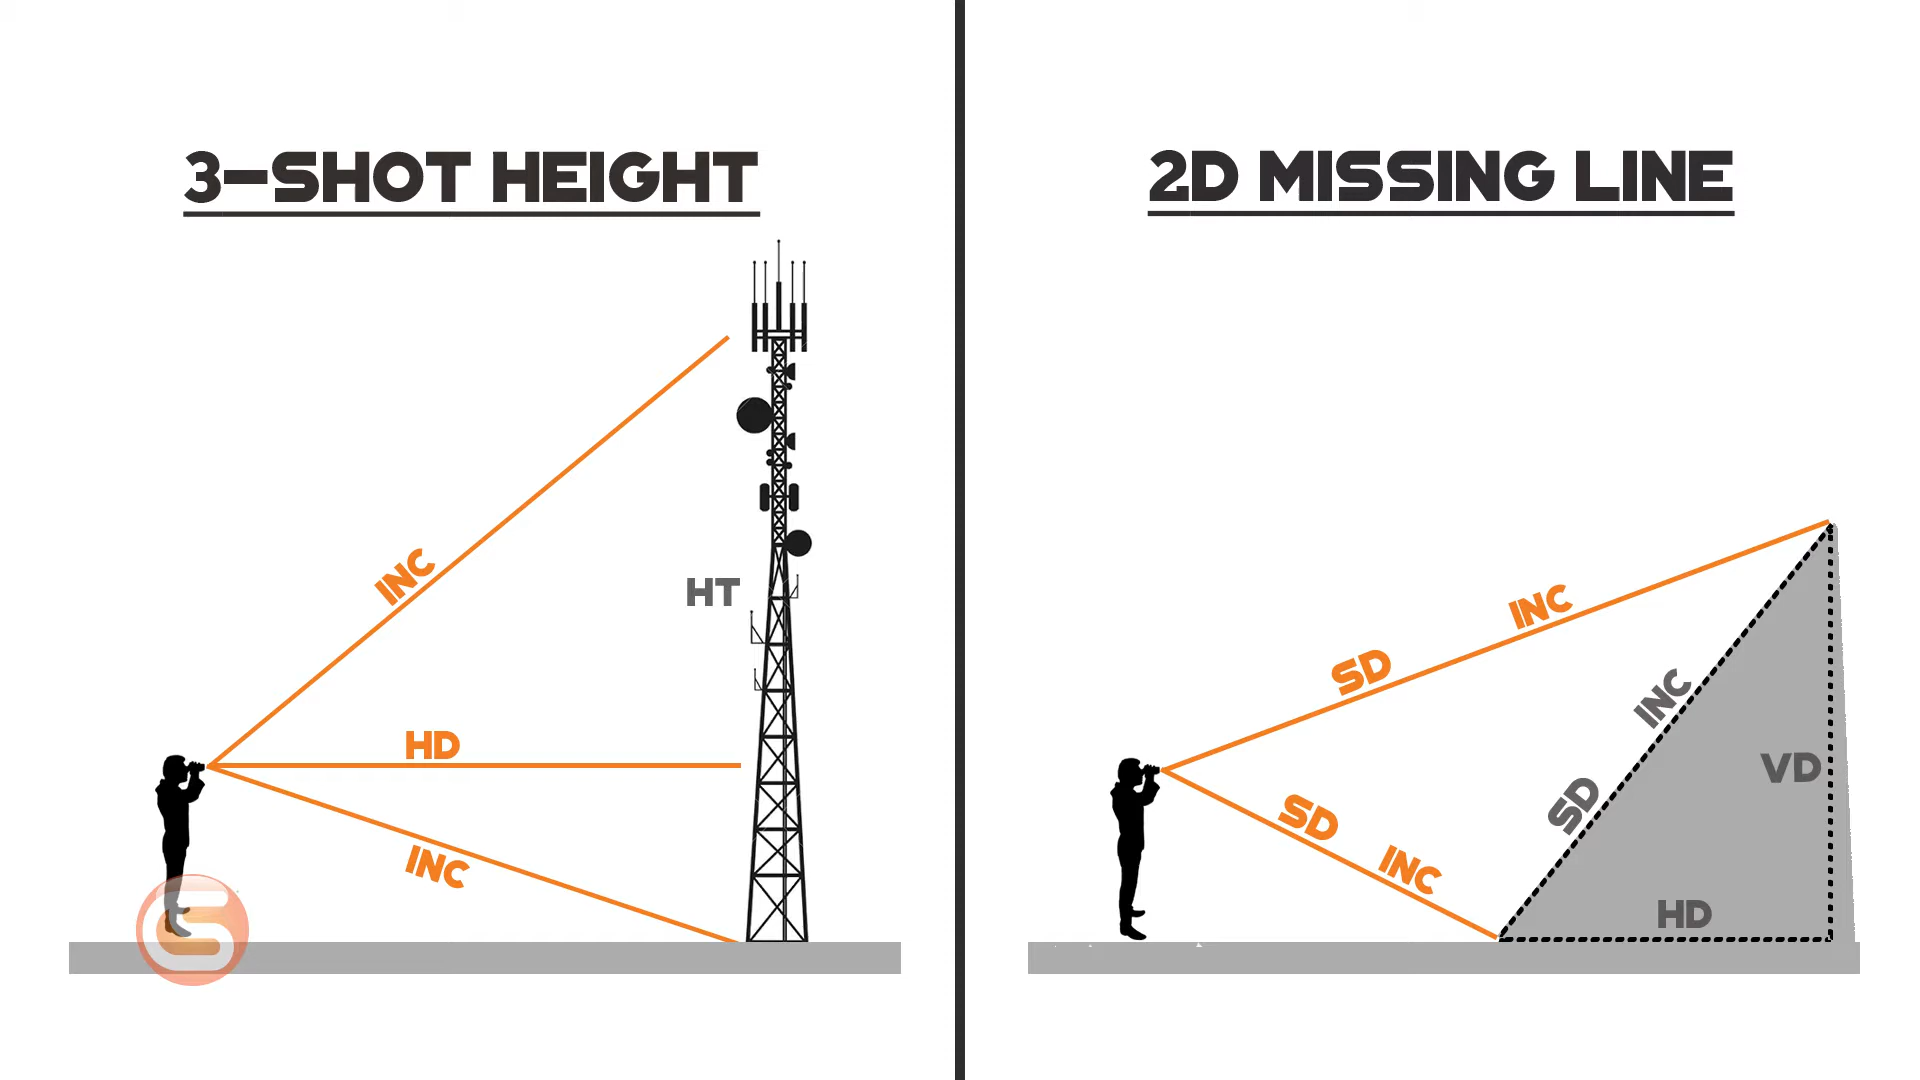 3-SHOT HEIGHT
INC
HT
HD
INC
2D MISSING LINE
INC
SD
INC
VD
SD
SD
INC
HD